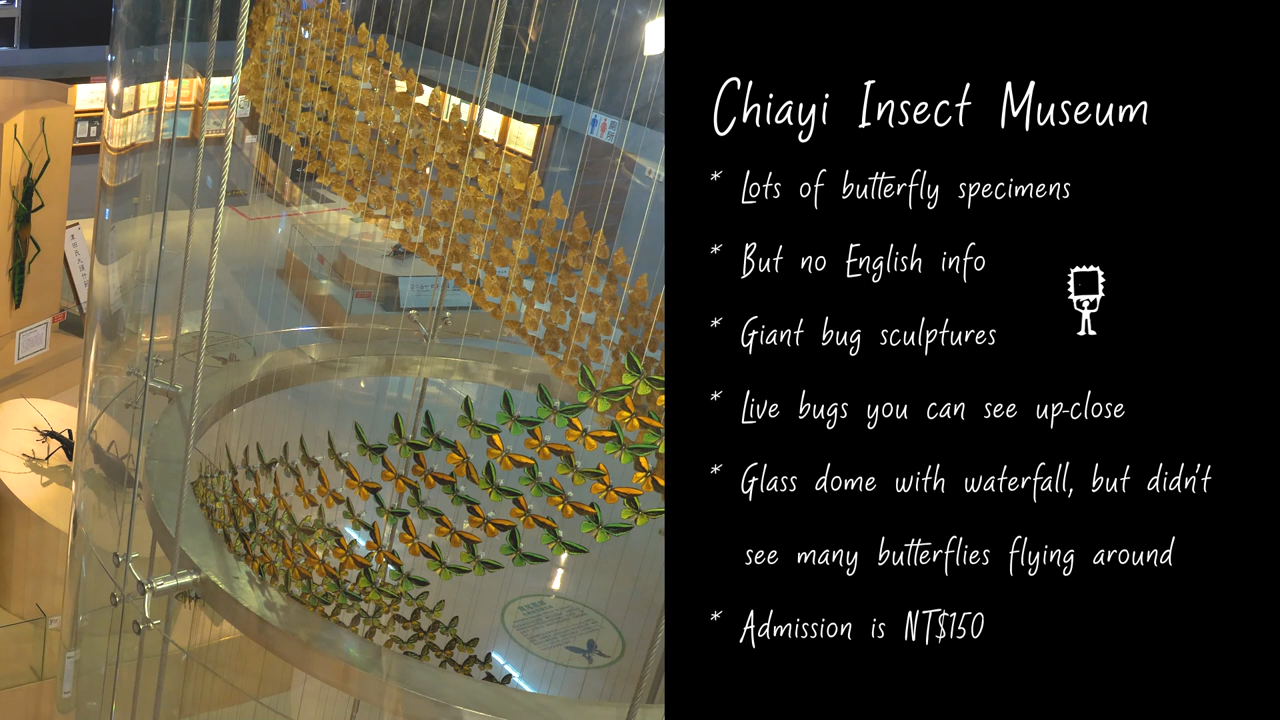 Chiayi Insect Museum
* Lots of butterfly specimens
* But no English info
* Giant bug sculptures
* Live bugs you can see up-close
* Glass dome with waterfall, but didn't
see many butterflies flying around
* Admission is NT$150